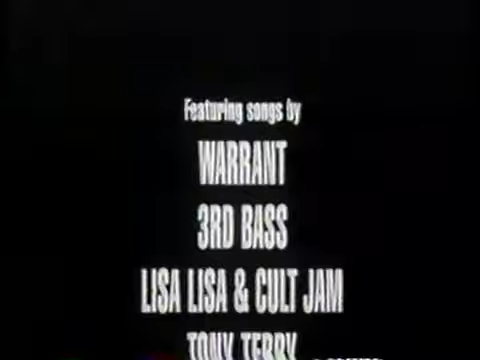 Featuring songs by
WARRANT
3RD BASS
LISA LISA & CULT JAM
TONY TERRY